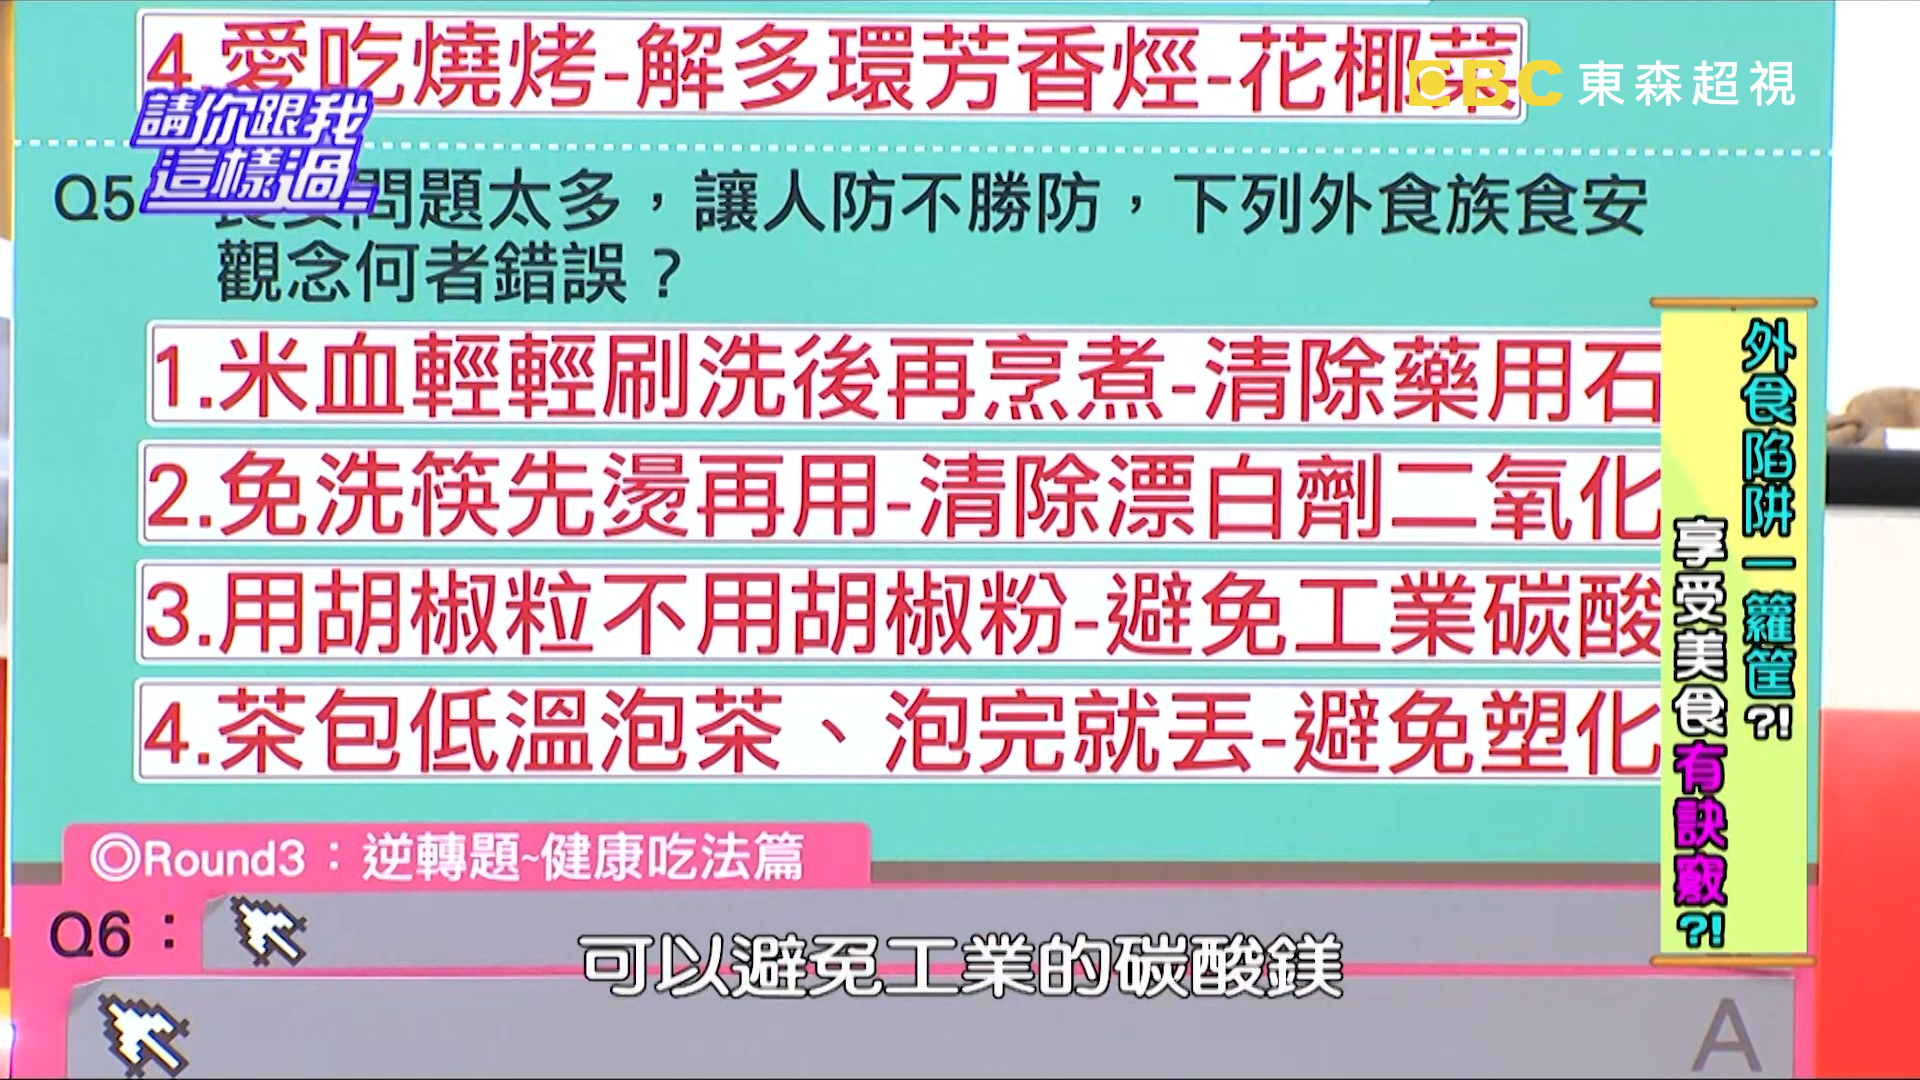 4.愛吃燒烤-解多環芳香烴-花椰菜
EBC 東森超視
請你跟我
這樣過
Q5 食安問題太多，讓人防不勝防，下列外食族食安
觀念何者錯誤？
1.米血輕輕刷洗後再烹煮-清除藥用石
2.免洗筷先燙再用-清除漂白劑二氧化
3.用胡椒粒不用胡椒粉-避免工業碳酸
4.茶包低溫泡茶、泡完就丟-避免塑化
外食陷阱一籮筐?!
享受美食有訣竅?!
◎Round3：逆轉題~健康吃法篇
Q6：
可以避免工業的碳酸鎂
A